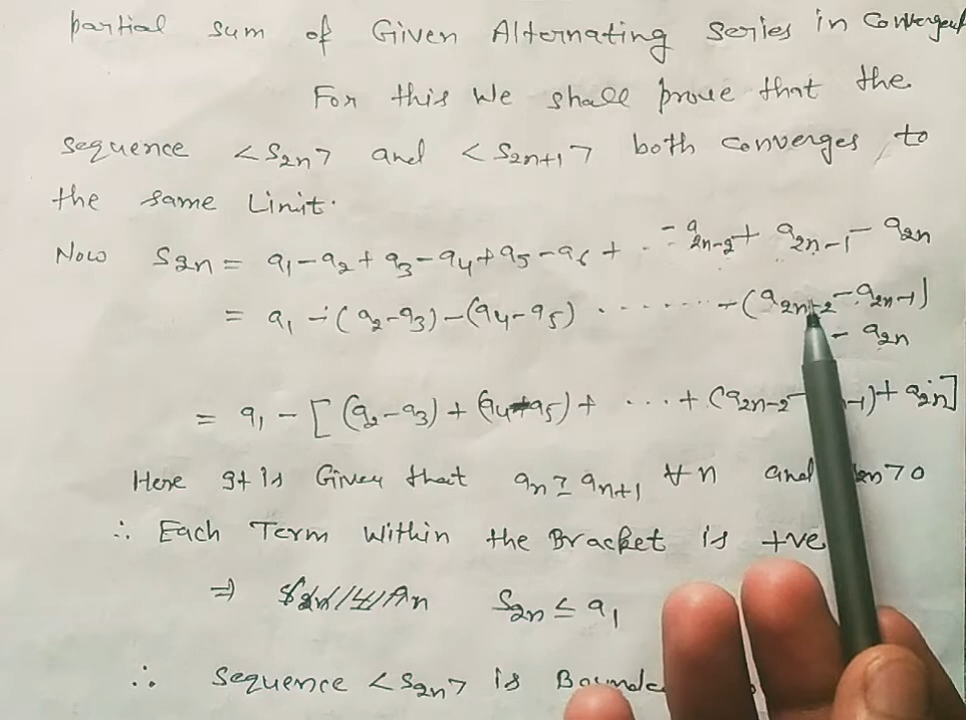 partial sum of Given Alternating Series in Convergent
For this We shall prove that the
sequence <S2n> and <S2n+1> both converges to
the same Limit.
Now S2n = a1 - a2 + a3 - a4 + a5 - a6 + . - - a2n-2 + a2n-1 - a2n
= a1 - (a2 - a3) - (a4 - a5) ........ - (a2n-2 - a2n-1)
- a2n
= a1 - [(a2 - a3) + (a4 - a5) + ... + (a2n-2 - n-1) + a2n]
Here It is Given that an ≥ an+1 ∀ n and an > 0
∴ Each Term Within the Bracket is +ve
⇒ S2n ≤ a1
∴ Sequence <S2n> is Bounde